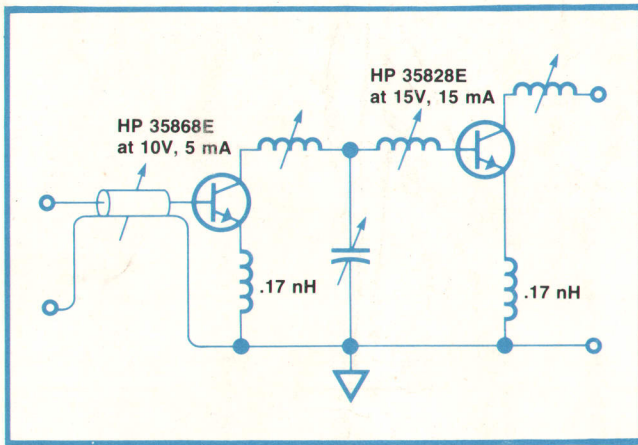 HP 35868E
at 10V, 5 mA
HP 35828E
at 15V, 15 mA
.17 nH
.17 nH